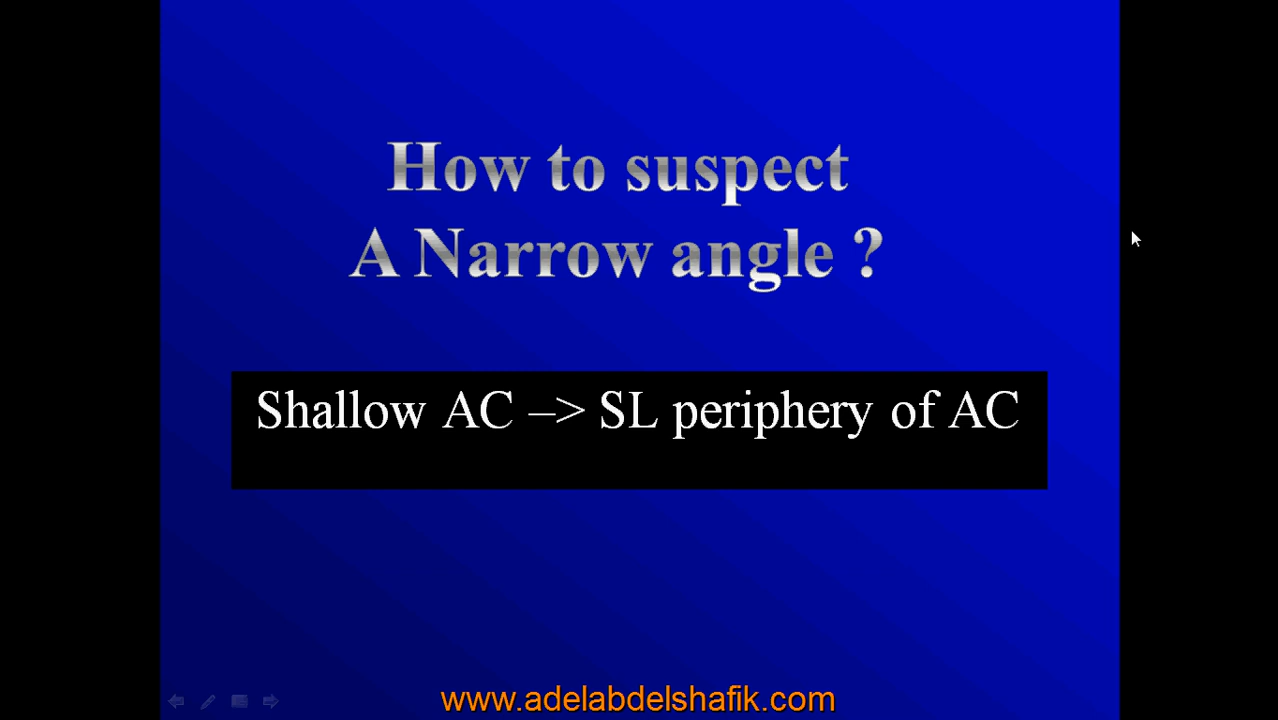 How to suspect
A Narrow angle ?
Shallow AC –> SL periphery of AC
www.adelabdelshafik.com